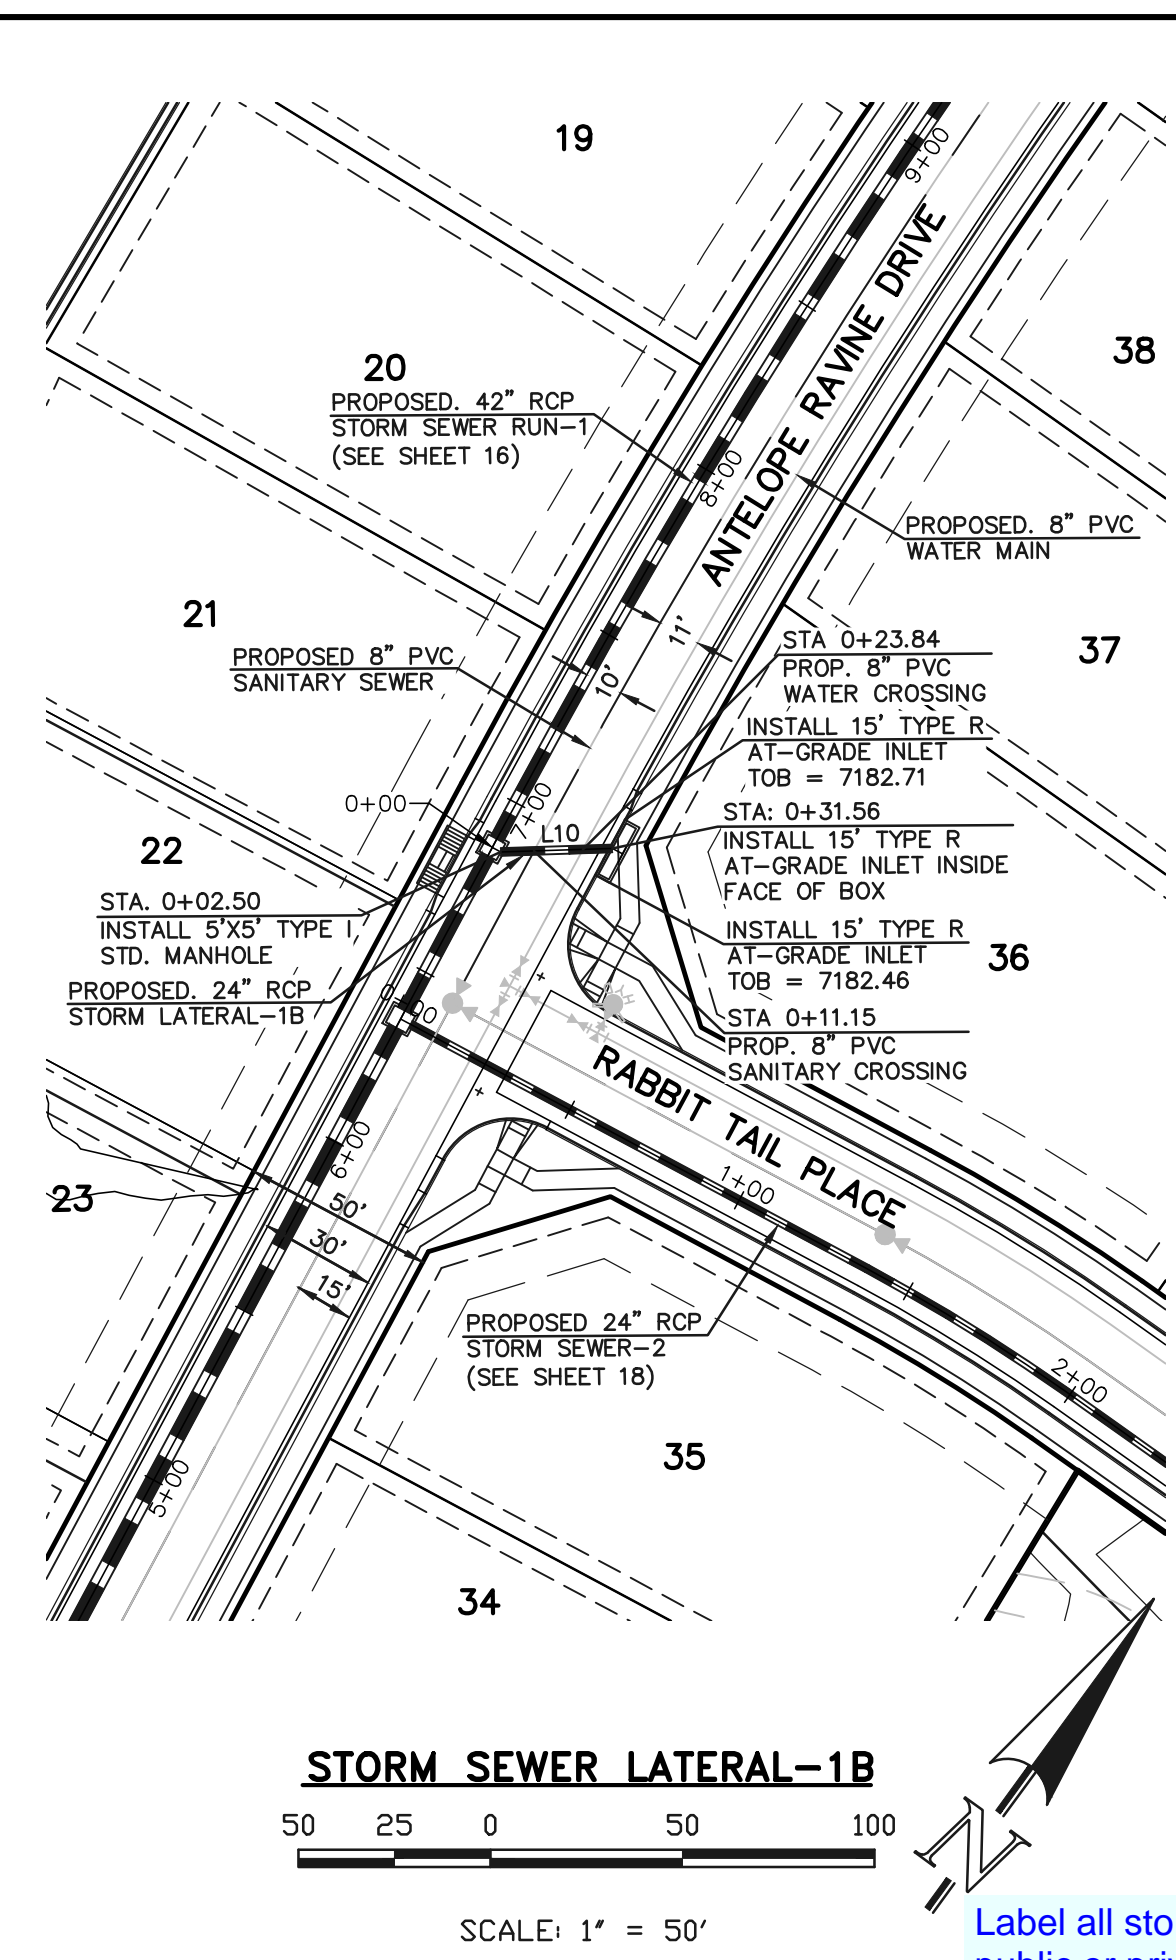 19
9+00
ANTELOPE RAVINE DRIVE
38
20
PROPOSED. 42" RCP
STORM SEWER RUN-1
(SEE SHEET 16)
8+00
PROPOSED. 8" PVC
WATER MAIN
21
11'
10'
PROPOSED 8" PVC
SANITARY SEWER
STA 0+23.84
PROP. 8" PVC
WATER CROSSING
37
INSTALL 15' TYPE R
AT-GRADE INLET
TOB = 7182.71
0+00
7+00
L10
STA: 0+31.56
INSTALL 15' TYPE R
AT-GRADE INLET INSIDE
FACE OF BOX
22
STA. 0+02.50
INSTALL 5'X5' TYPE I
STD. MANHOLE
INSTALL 15' TYPE R
AT-GRADE INLET
TOB = 7182.46
36
PROPOSED. 24" RCP
STORM LATERAL-1B
0+00
HYD
STA 0+11.15
PROP. 8" PVC
SANITARY CROSSING
RABBIT TAIL PLACE
6+00
1+00
23
50'
30'
15'
PROPOSED 24" RCP
STORM SEWER-2
(SEE SHEET 18)
2+00
35
5+00
34
STORM SEWER LATERAL-1B
50 25 0 50 100
N
SCALE: 1" = 50'
Label all